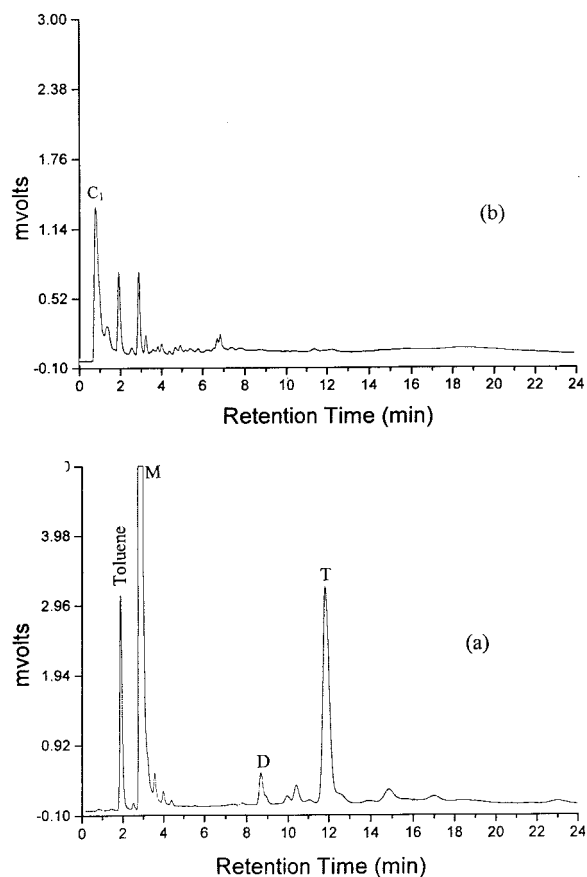 3.00
2.38
1.76
1.14
0.52
-0.10
mvolts
C₁
(b)
0 2 4 6 8 10 12 14 16 18 20 22 24
Retention Time (min)
0
3.98
2.96
1.94
0.92
-0.10
mvolts
Toluene
M
D
T
(a)
0 2 4 6 8 10 12 14 16 18 20 22 24
Retention Time (min)